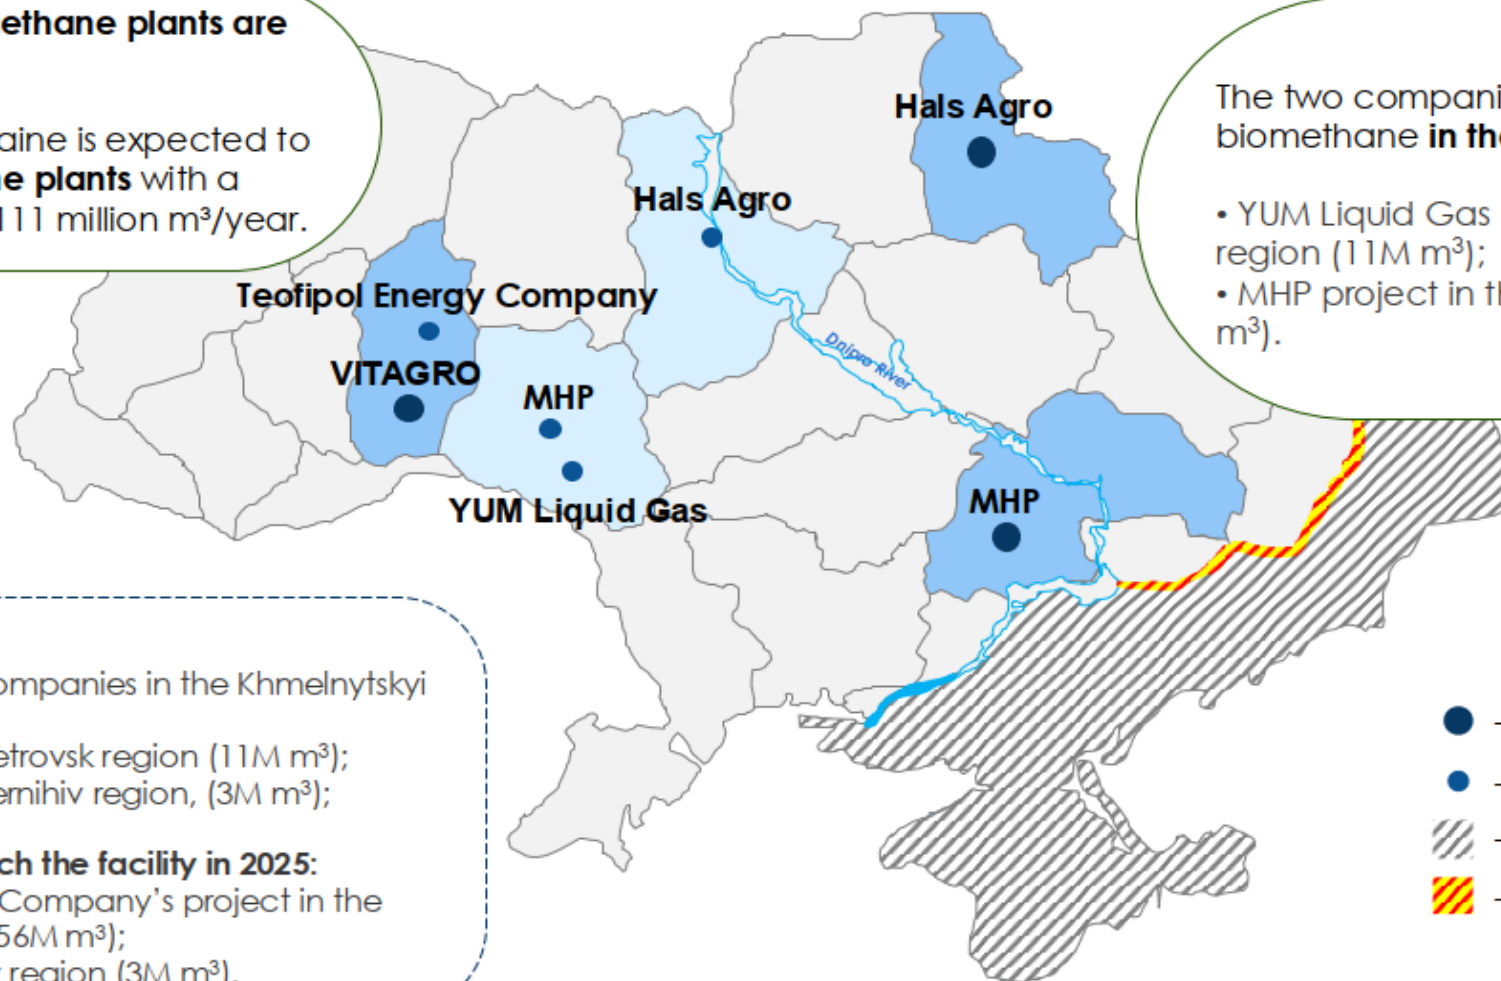 ethane plants are
aine is expected to
e plants with a
111 million m³/year.
The two compani
biomethane in the
• YUM Liquid Gas
region (11M m³);
• MHP project in th
m³).
Hals Agro
Hals Agro
Teofipol Energy Company
VITAGRO
MHP
YUM Liquid Gas
Dnipro River
MHP
ompanies in the Khmelnytskyi
etrovsk region (11M m³);
ernihiv region, (3M m³);
ch the facility in 2025:
Company's project in the
56M m³);
region (3M m³).
-
-
-
-